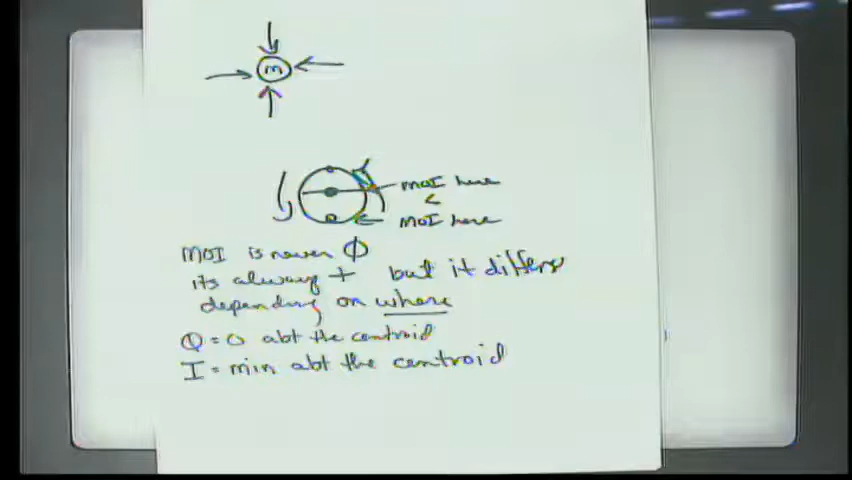 m
MOI here
<
MOI here
MOI is never 0
its always + but it differs
depending on where
Q = 0 abt the centroid
I = min abt the centroid